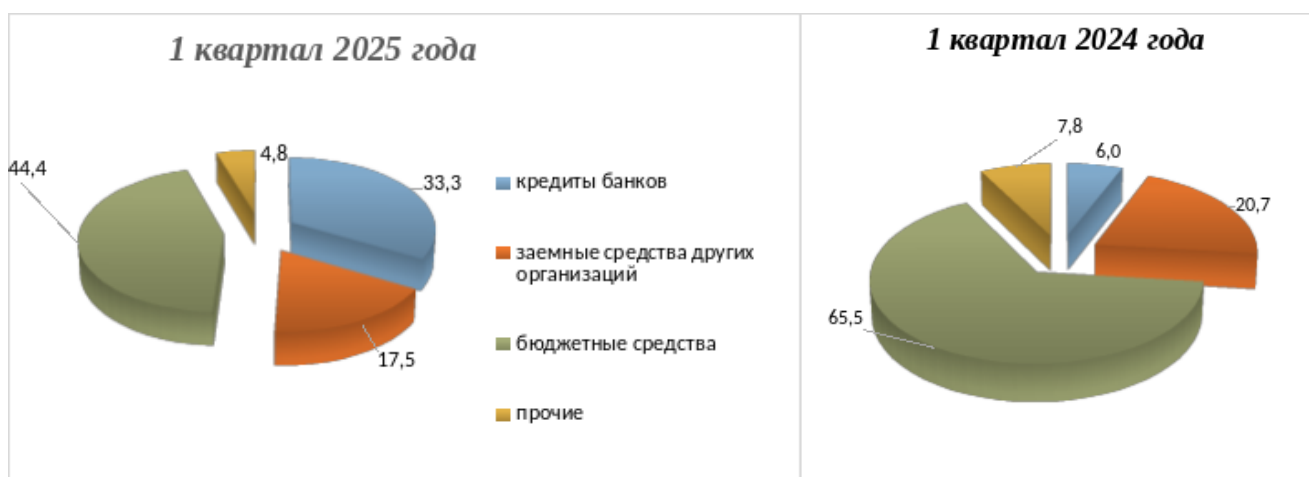 1 квартал 2025 года
44,4
4,8
33,3
17,5
кредиты банков
заемные средства других
организаций
бюджетные средства
прочие
1 квартал 2024 года
7,8
6,0
20,7
65,5